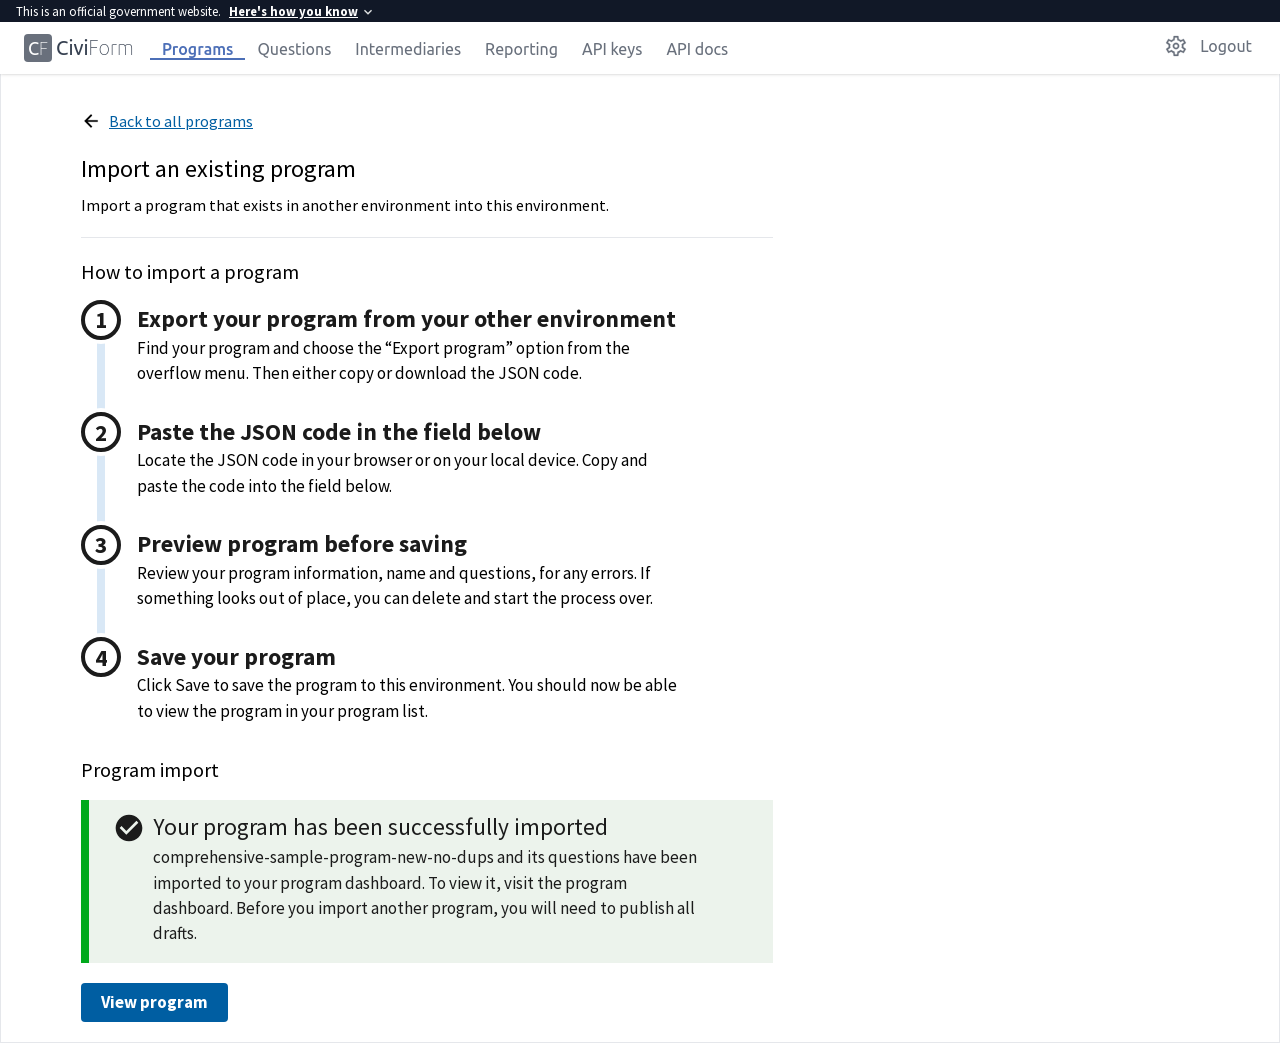 This is an official government website. Here's how you know
CF CiviForm Programs Questions Intermediaries Reporting API keys API docs Logout
Back to all programs
Import an existing program
Import a program that exists in another environment into this environment.
How to import a program
1 Export your program from your other environment
Find your program and choose the “Export program” option from the
overflow menu. Then either copy or download the JSON code.
2 Paste the JSON code in the field below
Locate the JSON code in your browser or on your local device. Copy and
paste the code into the field below.
3 Preview program before saving
Review your program information, name and questions, for any errors. If
something looks out of place, you can delete and start the process over.
4 Save your program
Click Save to save the program to this environment. You should now be able
to view the program in your program list.
Program import
Your program has been successfully imported
comprehensive-sample-program-new-no-dups and its questions have been
imported to your program dashboard. To view it, visit the program
dashboard. Before you import another program, you will need to publish all
drafts.
View program